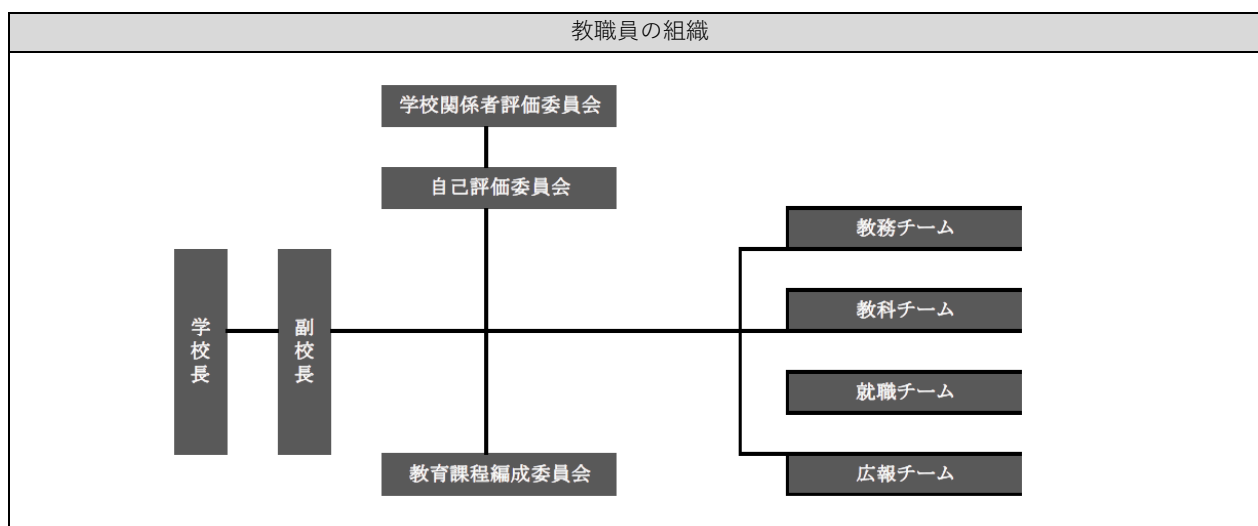 教職員の組織
学校関係者評価委員会
自己評価委員会
学校長
副校長
教育課程編成委員会
教務チーム
教科チーム
就職チーム
広報チーム